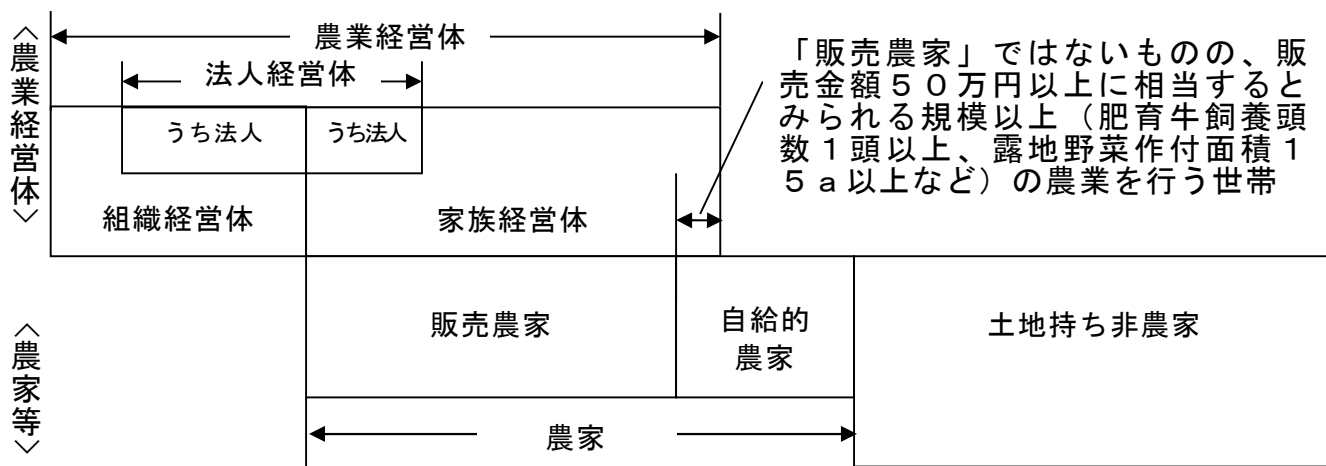 〈農業経営体〉
農業経営体
法人経営体
うち法人
うち法人
組織経営体
家族経営体
「販売農家」ではないものの、販
売金額５０万円以上に相当すると
みられる規模以上（肥育牛飼養頭
数１頭以上、露地野菜作付面積１
５ａ以上など）の農業を行う世帯
〈農家等〉
販売農家
自給的
農家
土地持ち非農家
農家